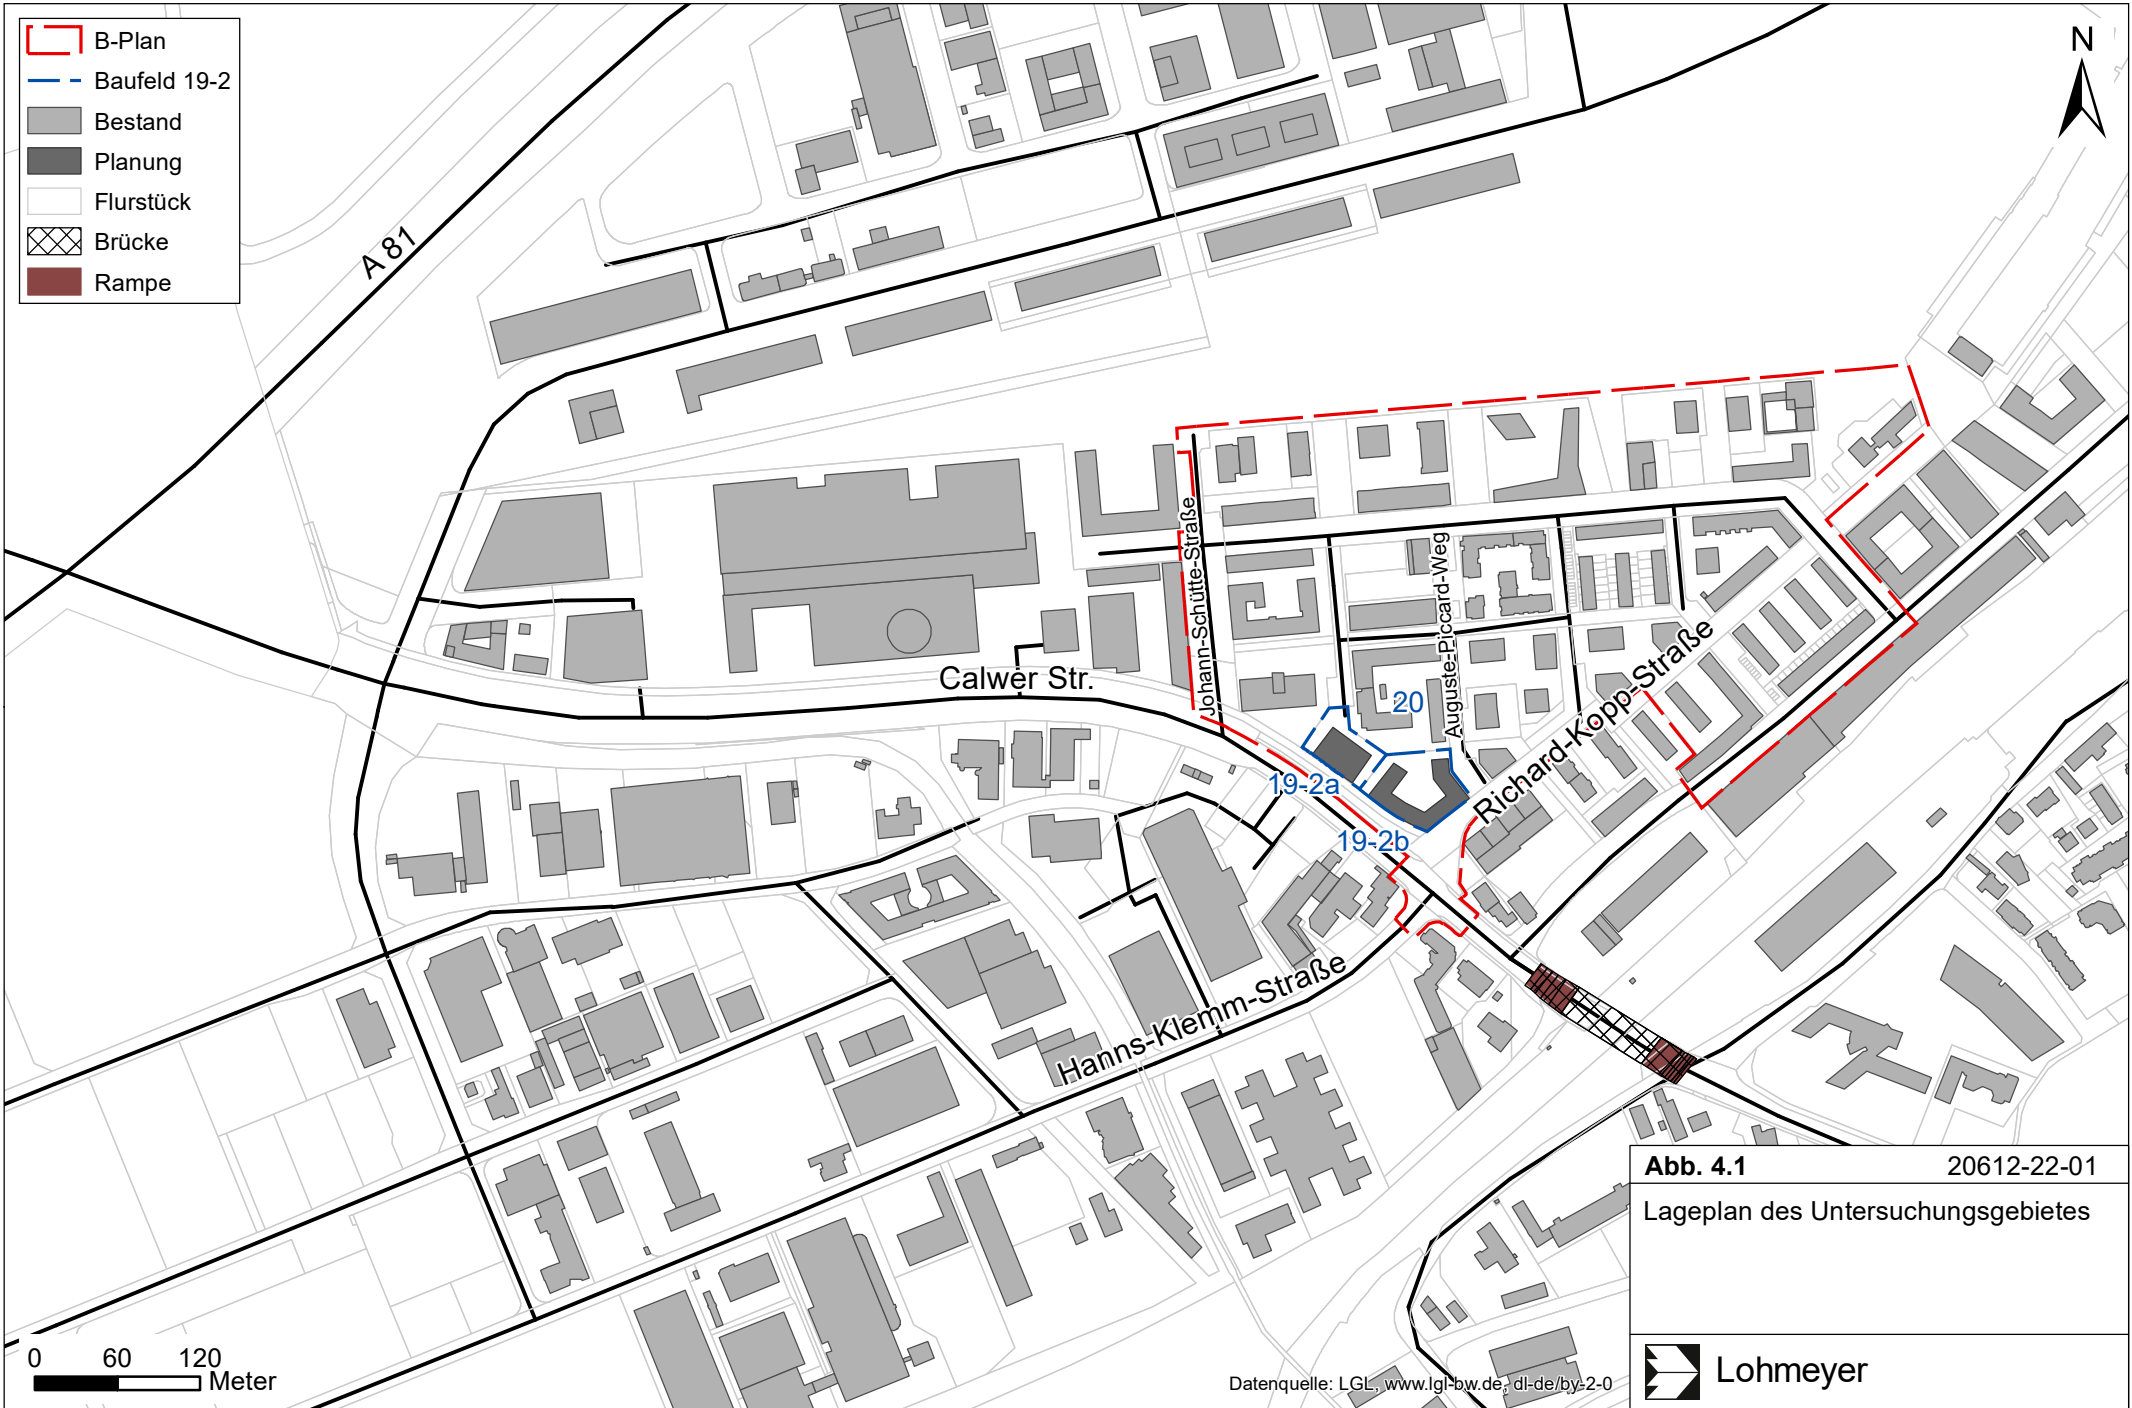 B-Plan
Baufeld 19-2
Bestand
Planung
Flurstück
Brücke
Rampe
N
A 81
Johann-Schütte-Straße
Auguste-Piccard-Weg
Richard-Kopp-Straße
Calwer Str.
20
19-2a
19-2b
Hanns-Klemm-Straße
Abb. 4.1 20612-22-01
Lageplan des Untersuchungsgebietes
0 60 120
Meter
Datenquelle: LGL, www.lgl-bw.de, dl-de/by-2-0
Lohmeyer